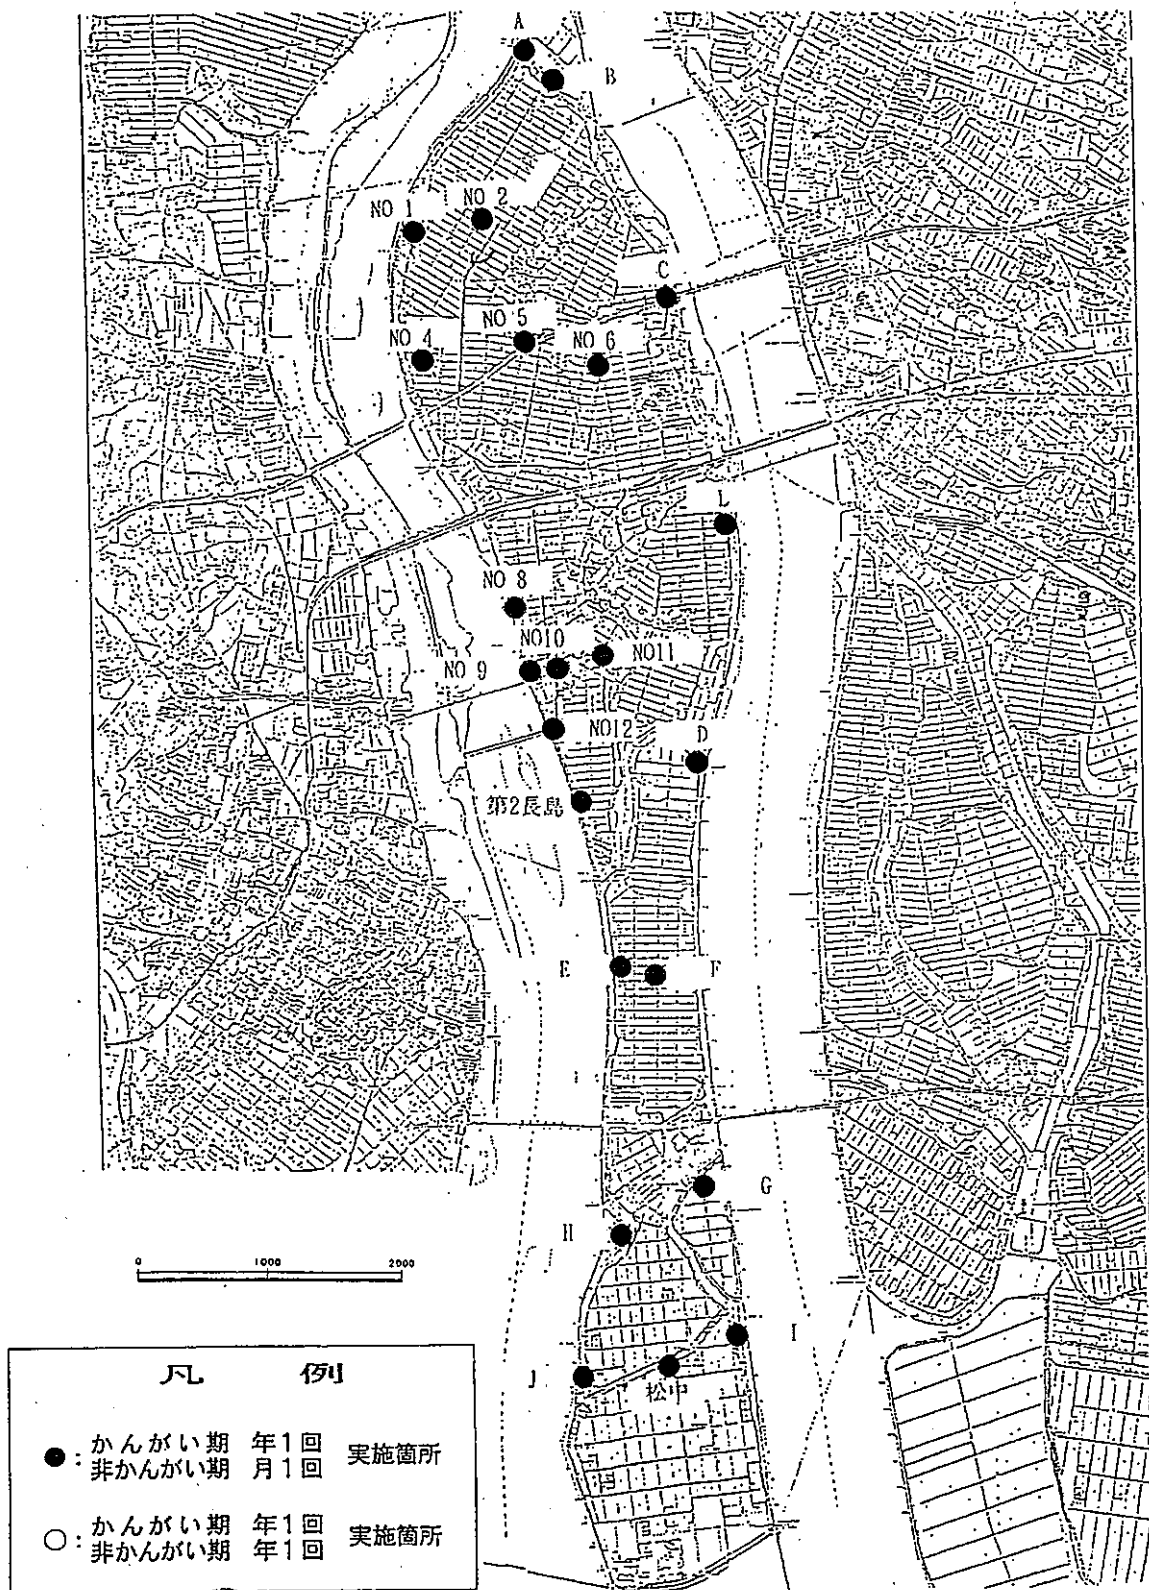 A
B
NO 1
NO 2
C
NO 5
NO 4
NO 6
L
NO 8
NO10
NO 9
NO11
NO12
D
第2長島
E
F
G
H
I
J
松中
0 1000 2000
凡 例
●: かんがい期 年1回
非かんがい期 月1回
実施箇所
○: かんがい期 年1回
非かんがい期 年1回
実施箇所